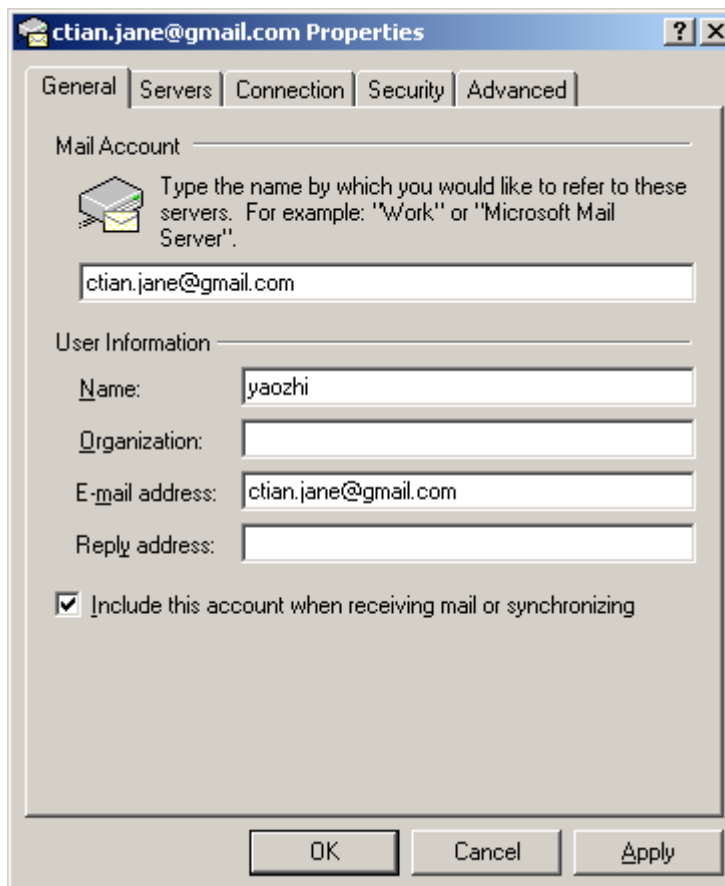 ctian.jane@gmail.com Properties
General Servers Connection Security Advanced
Mail Account
Type the name by which you would like to refer to these
servers. For example: "Work" or "Microsoft Mail
Server".
ctian.jane@gmail.com
User Information
Name: yaozhi
Organization:
E-mail address: ctian.jane@gmail.com
Reply address:
Include this account when receiving mail or synchronizing
OK Cancel Apply